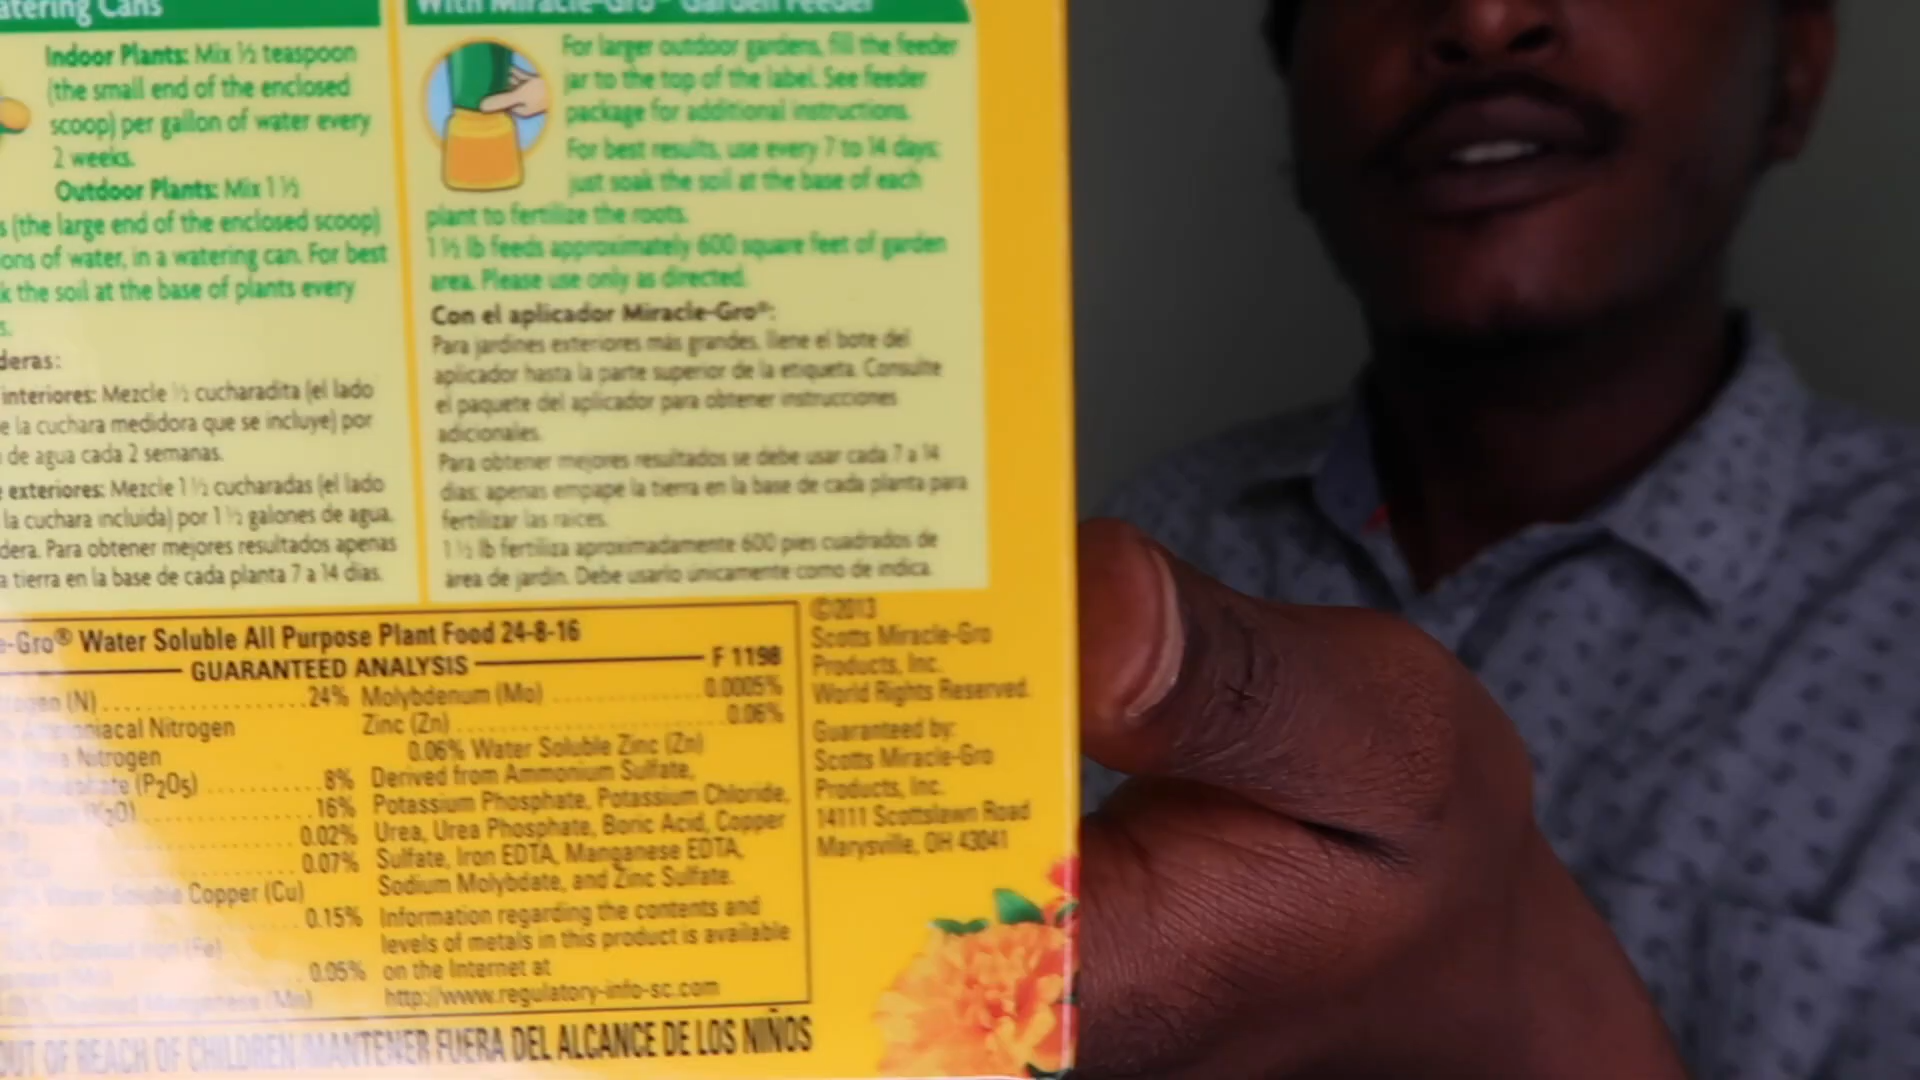 atering Cans
Indoor Plants: Mix ½ teaspoon
(the small end of the enclosed
scoop) per gallon of water every
2 weeks.
Outdoor Plants: Mix 1½
s (the large end of the enclosed scoop)
ons of water, in a watering can. For best
k the soil at the base of plants every
s.
deras:
interiores: Mezcle ½ cucharadita (el lado
e la cuchara medidora que se incluye) por
de agua cada 2 semanas.
exteriores: Mezcle 1½ cucharadas (el lado
la cuchara incluida) por 1½ galones de agua.
dera. Para obtener mejores resultados apenas
a tierra en la base de cada planta 7 a 14 días.
With Miracle-Gro® Garden Feeder
For larger outdoor gardens, fill the feeder
jar to the top of the label. See feeder
package for additional instructions.
For best results, use every 7 to 14 days;
just soak the soil at the base of each
plant to fertilize the roots.
1½ lb feeds approximately 600 square feet of garden
area. Please use only as directed.
Con el aplicador Miracle-Gro®:
Para jardines exteriores más grandes, llene el bote del
aplicador hasta la parte superior de la etiqueta. Consulte
el paquete del aplicador para obtener instrucciones
adicionales.
Para obtener mejores resultados se debe usar cada 7 a 14
días; apenas empape la tierra en la base de cada planta para
fertilizar las raíces.
1½ lb fertiliza aproximadamente 600 pies cuadrados de
área de jardín. Debe usarlo únicamente como de indica.
e-Gro® Water Soluble All Purpose Plant Food 24-8-16
GUARANTEED ANALYSIS F 1198
trogen (N) 24%
Ammoniacal Nitrogen
Urea Nitrogen
Phosphate (P2O5) 8%
(K2O) 16%
0.02%
0.07%
Water Soluble Copper (Cu)
0.15%
Chelated Iron (Fe)
0.05%
Chelated Manganese (Mn)
Molybdenum (Mo) 0.0005%
Zinc (Zn) 0.06%
0.06% Water Soluble Zinc (Zn)
Derived from Ammonium Sulfate,
Potassium Phosphate, Potassium Chloride,
Urea, Urea Phosphate, Boric Acid, Copper
Sulfate, Iron EDTA, Manganese EDTA,
Sodium Molybdate, and Zinc Sulfate.
Information regarding the contents and
levels of metals in this product is available
on the Internet at
http://www.regulatory-info-sc.com
©2013
Scotts Miracle-Gro
Products, Inc.
World Rights Reserved.
Guaranteed by:
Scotts Miracle-Gro
Products, Inc.
14111 Scottslawn Road
Marysville, OH 43041
OUT OF REACH OF CHILDREN/MANTENER FUERA DEL ALCANCE DE LOS NIÑOS